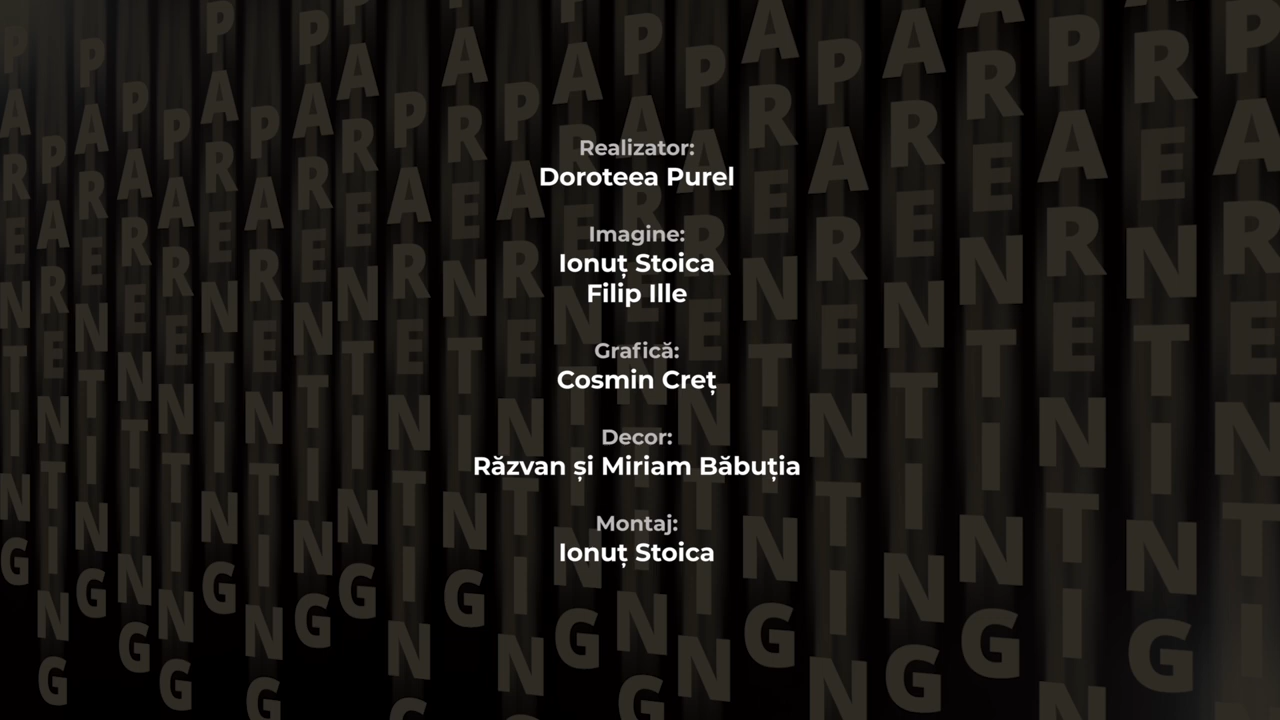 Realizator:
Doroteea Purel
Imagine:
Ionuț Stoica
Filip Ille
Grafică:
Cosmin Creț
Decor:
Răzvan și Miriam Băbuția
Montaj:
Ionuț Stoica
PARENTING